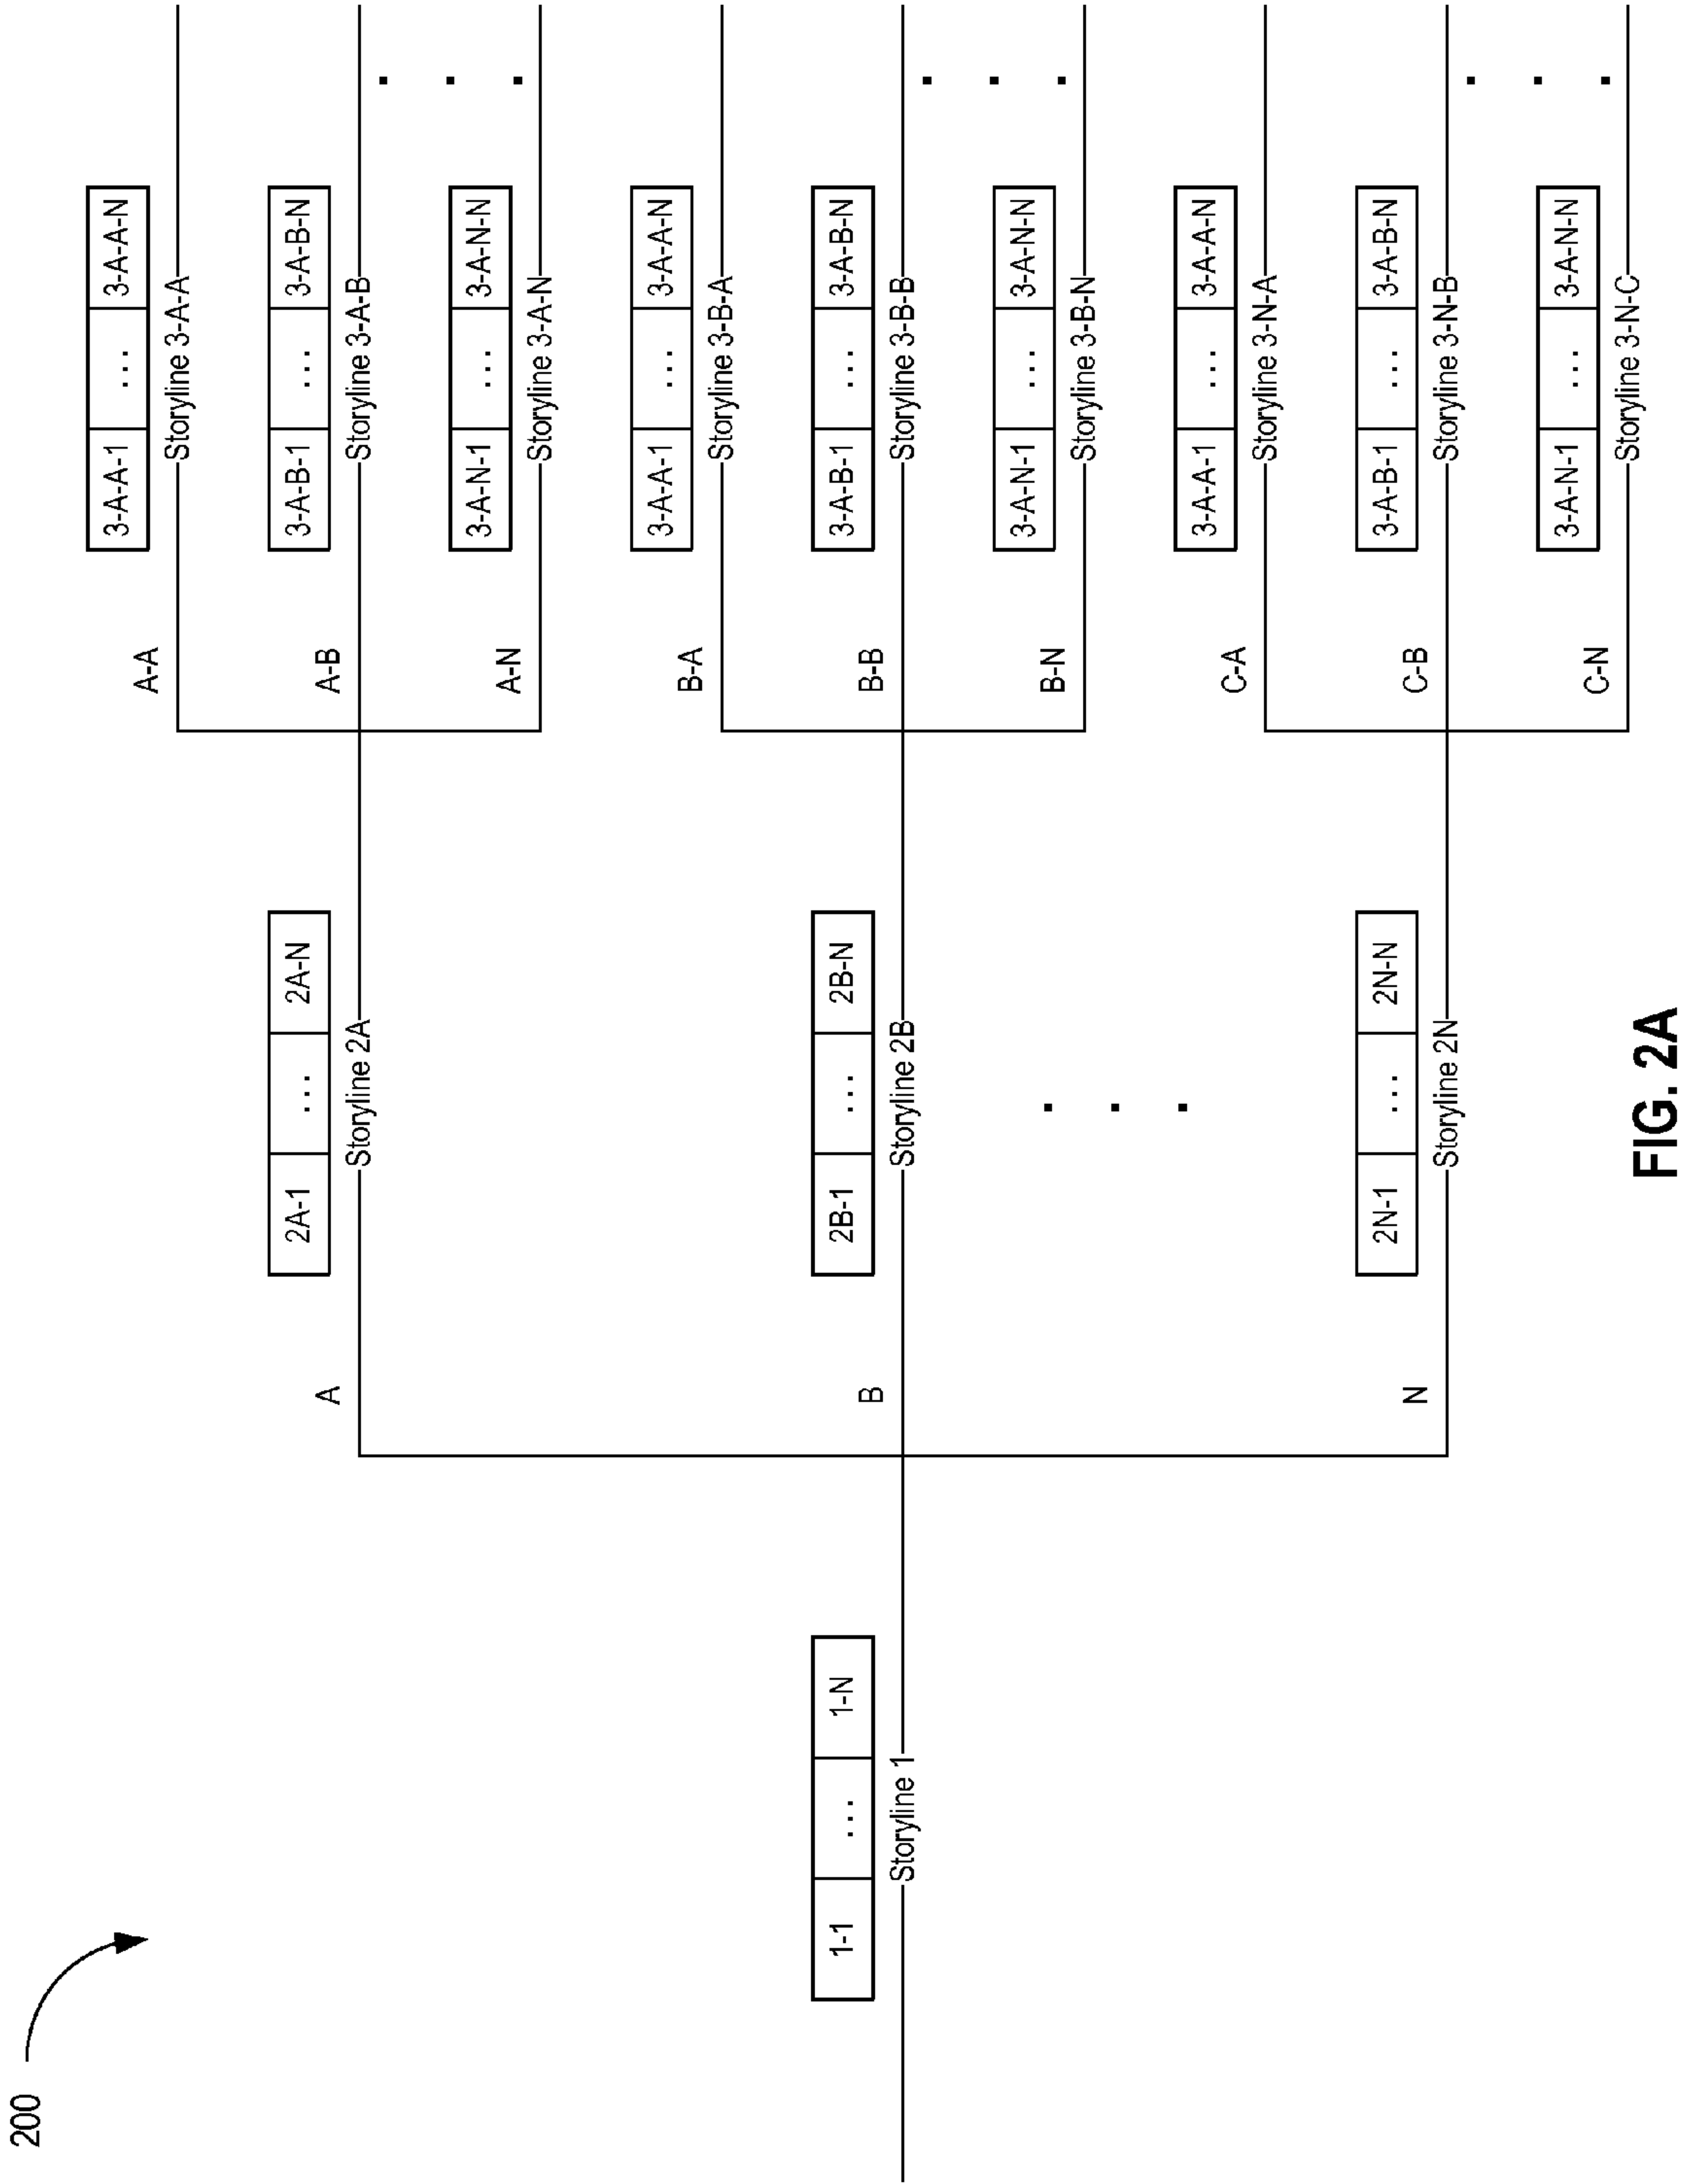 200
1-1 ... 1-N
Storyline 1
A
2A-1 ... 2A-N
Storyline 2A
B
2B-1 ... 2B-N
Storyline 2B
. . .
N
2N-1 ... 2N-N
Storyline 2N
A-A
3-A-A-1 ... 3-A-A-N
Storyline 3-A-A
A-B
3-A-B-1 ... 3-A-B-N
Storyline 3-A-B
. . .
A-N
3-A-N-1 ... 3-A-N-N
Storyline 3-A-N
B-A
3-A-A-1 ... 3-A-A-N
Storyline 3-B-A
B-B
3-A-B-1 ... 3-A-B-N
Storyline 3-B-B
. . .
B-N
3-A-N-1 ... 3-A-N-N
Storyline 3-B-N
C-A
3-A-A-1 ... 3-A-A-N
Storyline 3-N-A
C-B
3-A-B-1 ... 3-A-B-N
Storyline 3-N-B
. . .
C-N
3-A-N-1 ... 3-A-N-N
Storyline 3-N-C
FIG. 2A